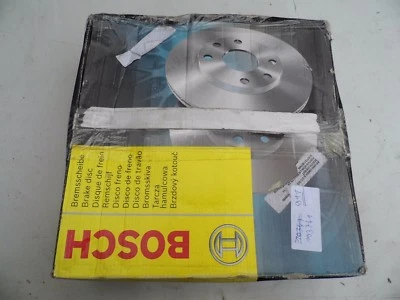 Bremsscheibe
Brake disc
Disque de frein
Remschijf
Disco freno
Disco de freno
Disco de travão
Bromsskiva
Tarcza
hamulcowa
Brzdový kotouč
BOSCH